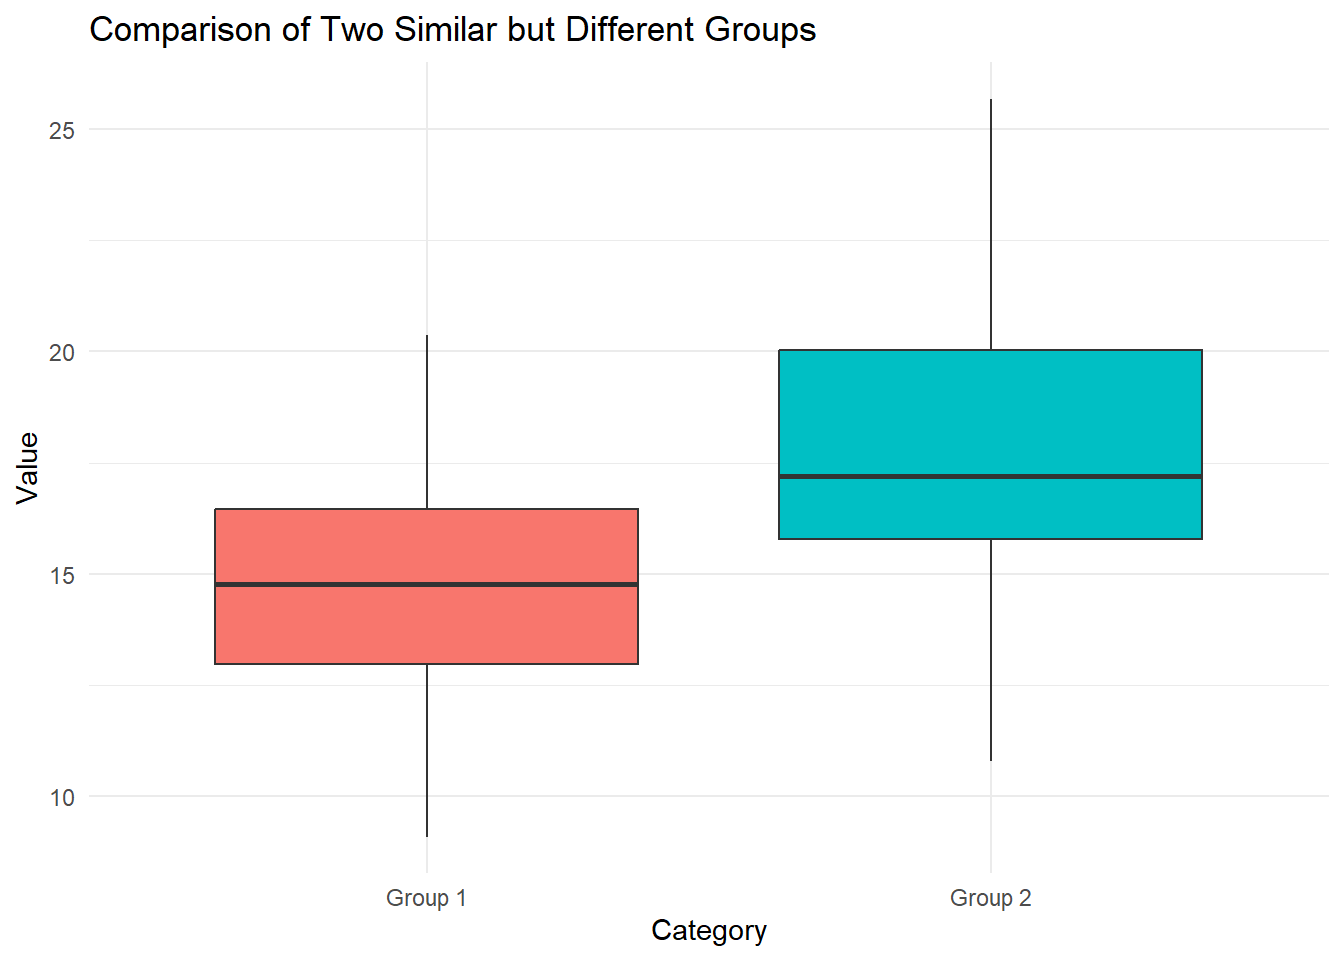 Comparison of Two Similar but Different Groups
25
20
15
10
Value
Group 1
Group 2
Category